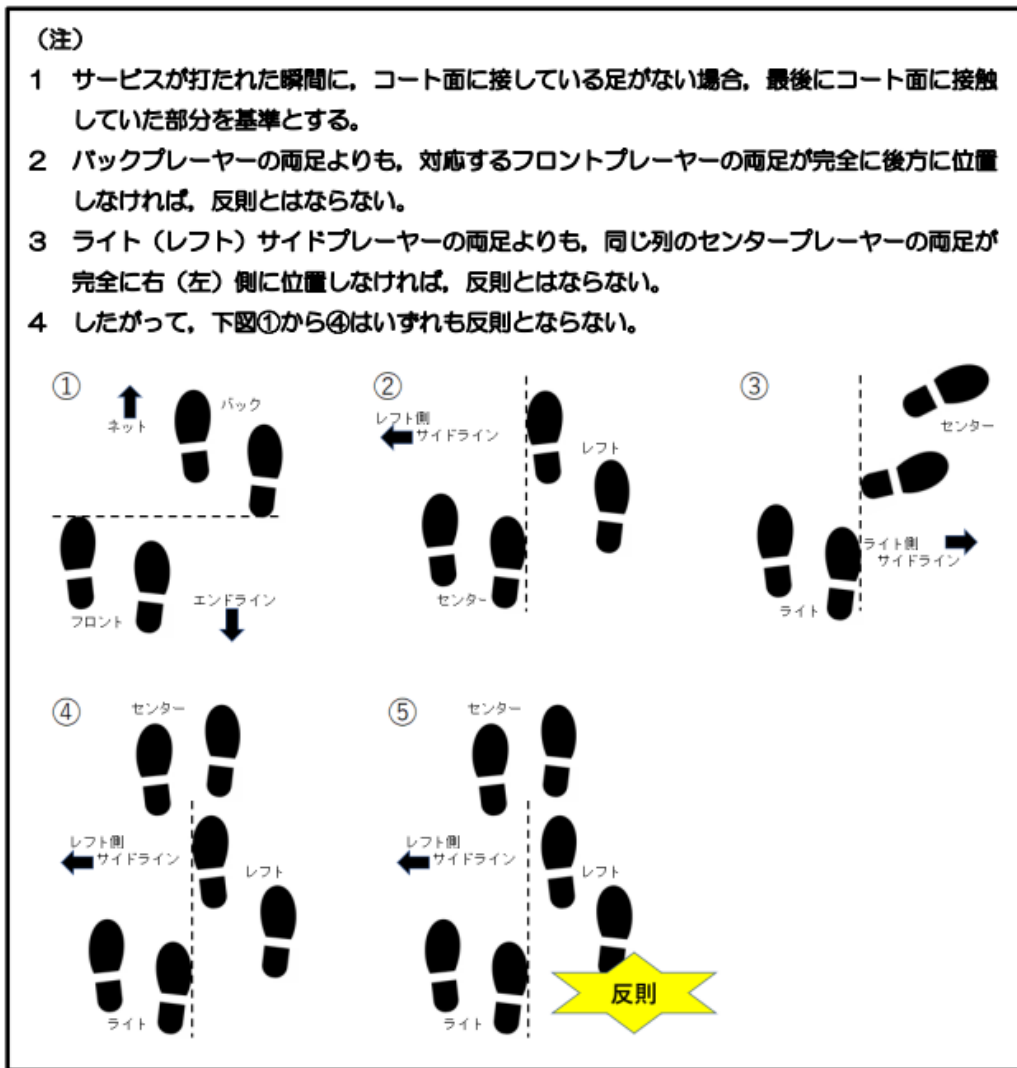 （注）
１　サービスが打たれた瞬間に，コート面に接している足がない場合，最後にコート面に接触
していた部分を基準とする。
２　バックプレーヤーの両足よりも，対応するフロントプレーヤーの両足が完全に後方に位置
しなければ，反則とはならない。
３　ライト（レフト）サイドプレーヤーの両足よりも，同じ列のセンタープレーヤーの両足が
完全に右（左）側に位置しなければ，反則とはならない。
４　したがって，下図①から④はいずれも反則とならない。
①
ネット
バック
フロント
エンドライン
②
レフト側
サイドライン
レフト
センター
③
センター
ライト側
サイドライン
ライト
④
センター
レフト側
サイドライン
レフト
ライト
⑤
センター
レフト側
サイドライン
レフト
ライト
反則